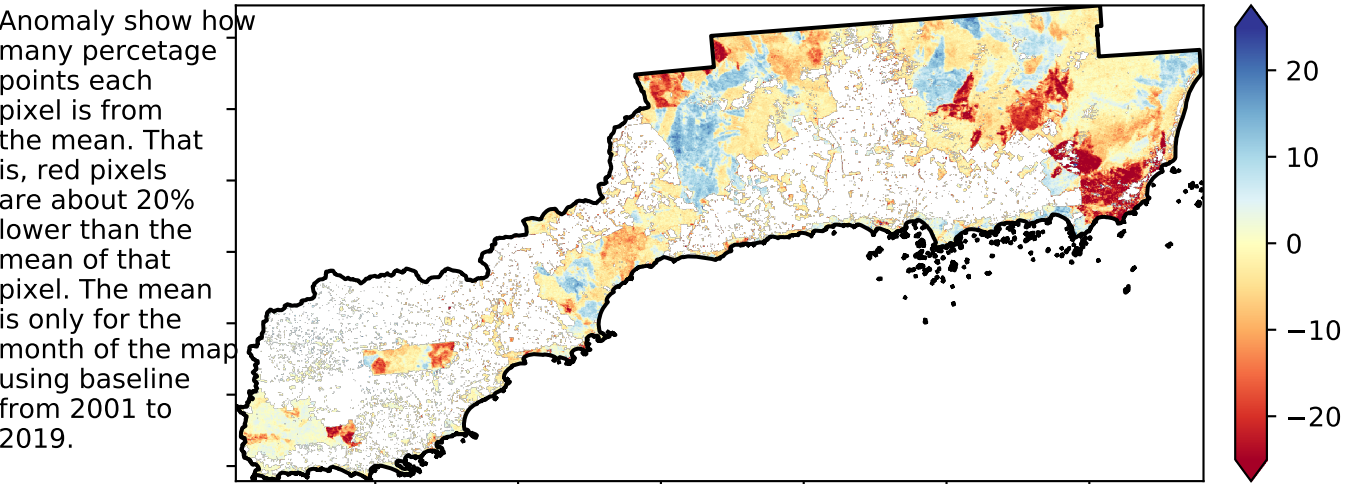 Anomaly show how
many percetage
points each
pixel is from
the mean. That
is, red pixels
are about 20%
lower than the
mean of that
pixel. The mean
is only for the
month of the map
using baseline
from 2001 to
2019.
20
10
0
−10
−20